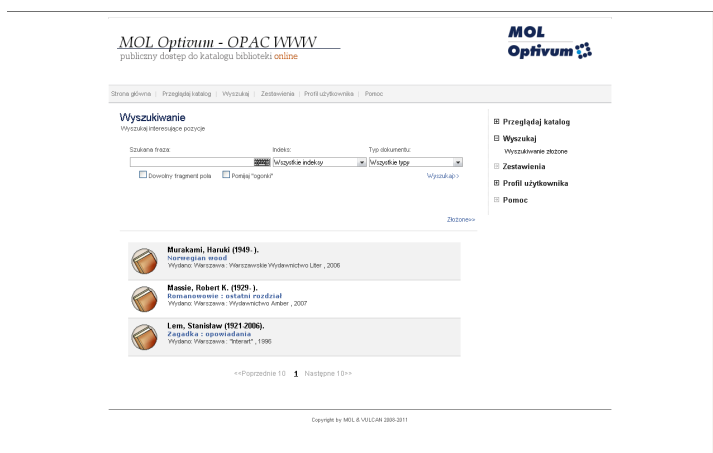 MOL Optivum - OPAC WWW
publiczny dostęp do katalogu biblioteki online
MOL
Optivum
Strona główna | Przeglądaj katalog | Wyszukaj | Zestawienia | Profil użytkownika | Pomoc
Wyszukiwanie
Wyszukaj interesujące pozycje
Szukana fraza: Indeks: Typ dokumentu:
Wszystkie indeksy Wszystkie typy
Dowolny fragment pola Pomijaj "ogonki" Wyszukaj>>
Złożone>>
Murakami, Haruki (1949- ).
Norwegian wood
Wydano: Warszawa : Warszawskie Wydawnictwo Liter , 2006
Massie, Robert K. (1929- ).
Romanowowie : ostatni rozdział
Wydano: Warszawa : Wydawnictwo Amber , 2007
Lem, Stanisław (1921-2006).
Zagadka : opowiadania
Wydano: Warszawa : "Interart" , 1996
<<Poprzednie 10 1 Następne 10>>
Przeglądaj katalog
Wyszukaj
Wyszukiwanie złożone
Zestawienia
Profil użytkownika
Pomoc
Copyright by MOL & VULCAN 2006-2011